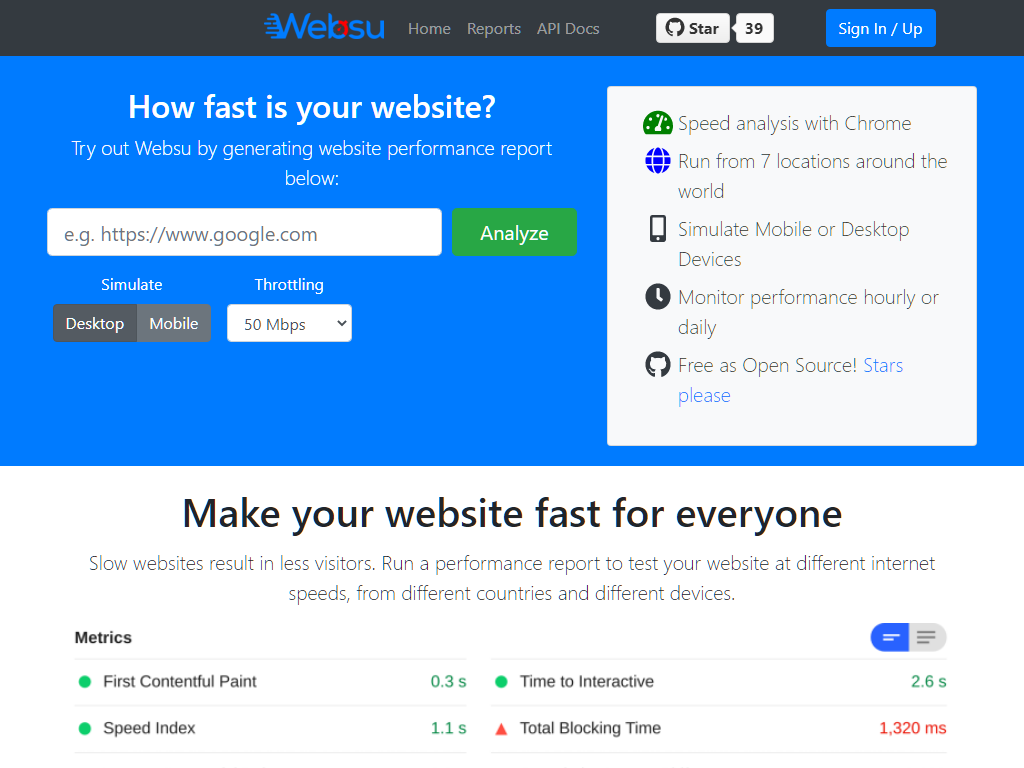 Websu
Home Reports API Docs
Star 39
Sign In / Up
How fast is your website?
Try out Websu by generating website performance report
below:
e.g. https://www.google.com
Analyze
Simulate
Throttling
Desktop Mobile
50 Mbps
Speed analysis with Chrome
Run from 7 locations around the
world
Simulate Mobile or Desktop
Devices
Monitor performance hourly or
daily
Free as Open Source! Stars
please
Make your website fast for everyone
Slow websites result in less visitors. Run a performance report to test your website at different internet
speeds, from different countries and different devices.
Metrics
First Contentful Paint 0.3 s
Time to Interactive 2.6 s
Speed Index 1.1 s
Total Blocking Time 1,320 ms